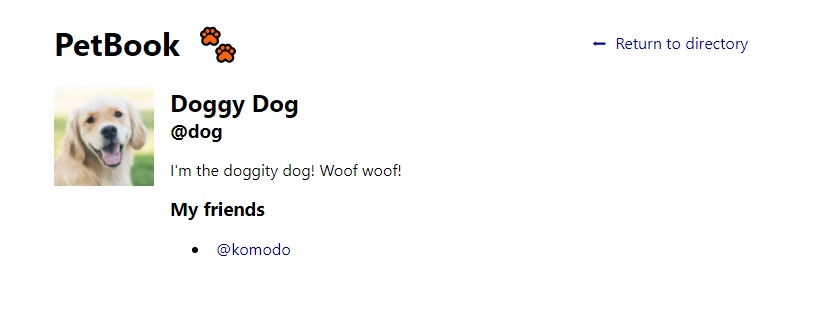 PetBook
← Return to directory
Doggy Dog
@dog
I'm the doggity dog! Woof woof!
My friends
• @komodo